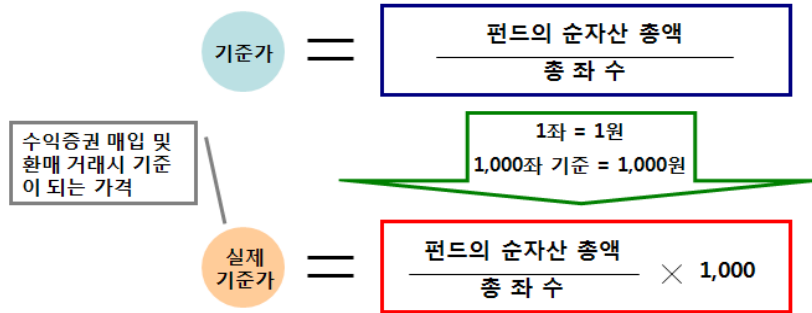 기준가
=
펀드의 순자산 총액
총 좌 수
수익증권 매입 및
환매 거래시 기준
이 되는 가격
1좌 = 1원
1,000좌 기준 = 1,000원
실제
기준가
=
펀드의 순자산 총액
총 좌 수
× 1,000